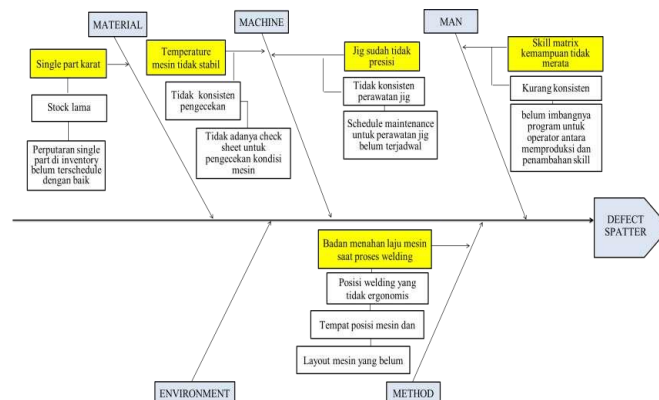 MATERIAL
MACHINE
MAN
Single part karat
Stock lama
Perputaran single
part di inventory
belum terschedule
dengan baik
Temperature
mesin tidak stabil
Tidak konsisten
pengecekan
Tidak adanya check
sheet untuk
pengecekan kondisi
mesin
Jig sudah tidak
presisi
Tidak konsisten
perawatan jig
Schedule maintenance
untuk perawatan jig
belum terjadwal
Skill matrix
kemampuan tidak
merata
Kurang konsisten
belum imbangnya
program untuk
operator antara
memproduksi dan
penambahan skill
DEFECT
SPATTER
Badan menahan laju mesin
saat proses welding
Posisi welding yang
tidak ergonomis
Tempat posisi mesin dan
Layout mesin yang belum
ENVIRONMENT
METHOD